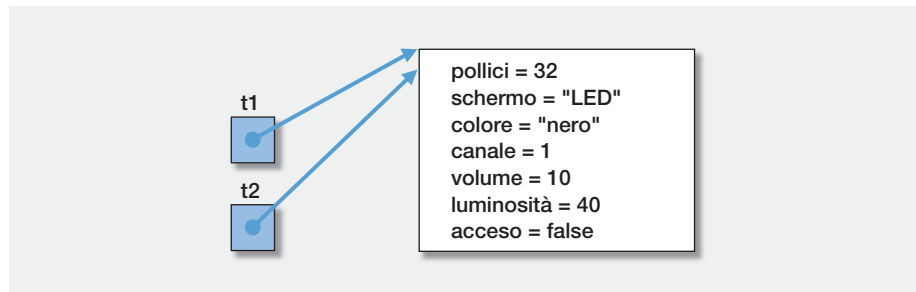 t1
t2
pollici = 32
schermo = "LED"
colore = "nero"
canale = 1
volume = 10
luminosità = 40
acceso = false